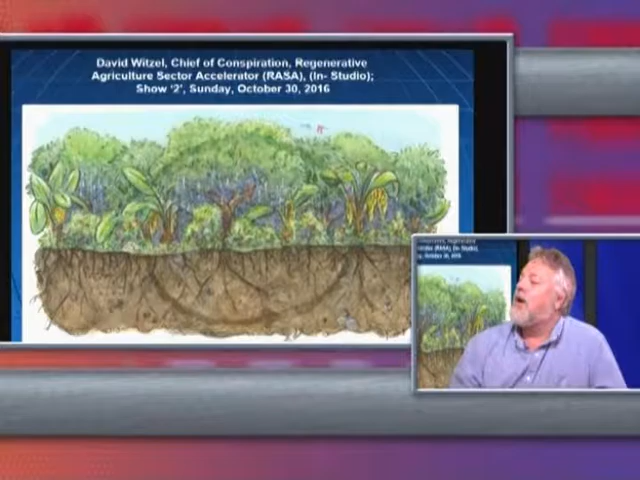 David Witzel, Chief of Conspiration, Regenerative
Agriculture Sector Accelerator (RASA), (In- Studio);
Show ‘2’, Sunday, October 30, 2016